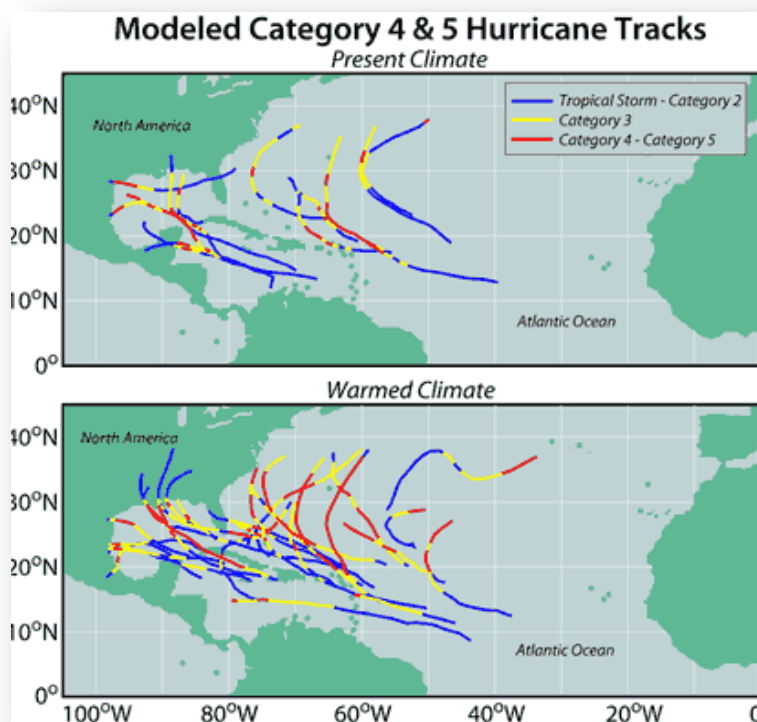 Modeled Category 4 & 5 Hurricane Tracks
Present Climate
40°N
30°N
20°N
10°N
0°
North America
Tropical Storm - Category 2
Category 3
Category 4 - Category 5
Atlantic Ocean
Warmed Climate
40°N
30°N
20°N
10°N
0°
North America
Atlantic Ocean
100°W 80°W 60°W 40°W 20°W 0